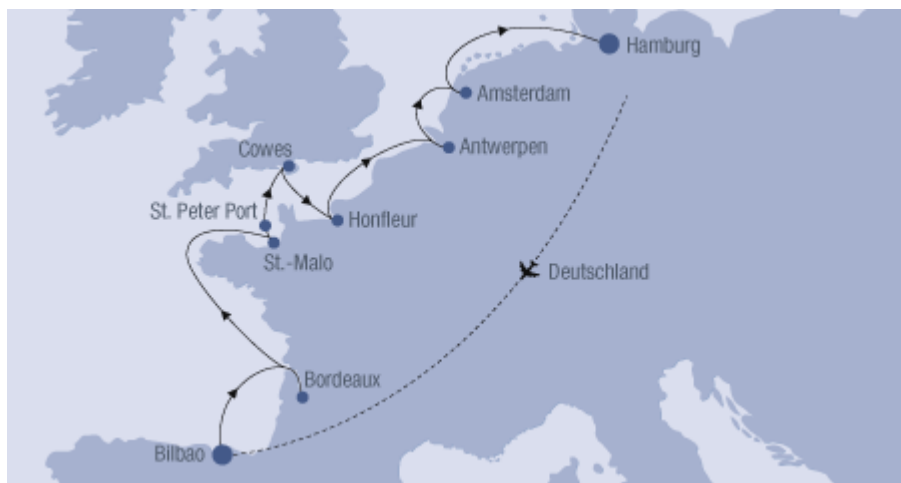 Hamburg
Amsterdam
Antwerpen
Cowes
St. Peter Port
Honfleur
St.-Malo
Deutschland
Bordeaux
Bilbao